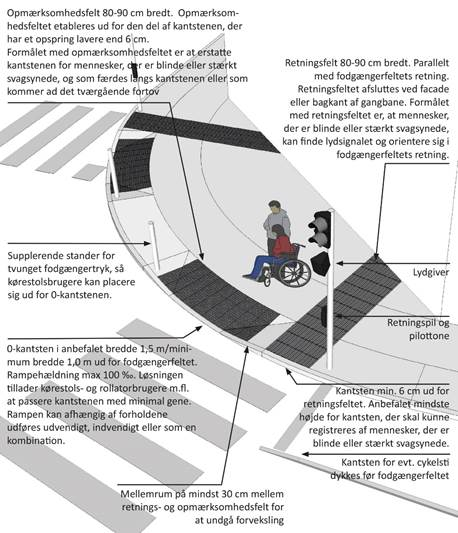 Opmærksomhedsfelt 80-90 cm bredt. Opmærksom-
hedsfeltet etableres ud for den del af kantstenen, der
har et opspring lavere end 6 cm.
Formålet med opmærksomhedsfeltet er at erstatte
kantstenen for mennesker, der er blinde eller stærkt
svagsynede, og som færdes langs kantstenen eller som
kommer ad det tværgående fortov
Retningsfelt 80-90 cm bredt. Parallelt
med fodgængerfeltets retning.
Retningsfeltet afsluttes ved facade
eller bagkant af gangbane. Formålet
med retningsfeltet er, at mennesker,
der er blinde eller stærkt svagsynede,
kan finde lydsignalet og orientere sig i
fodgængerfeltets retning.
Supplerende stander for
tvunget fodgængertryk, så
kørestolsbrugere kan placere
sig ud for 0-kantstenen.
Lydgiver
Retningspil og
pilottone
0-kantsten i anbefalet bredde 1,5 m/mini-
mum bredde 1,0 m ud for fodgængerfeltet.
Rampehældning max 100 ‰. Løsningen
tillader kørestols- og rollatorbrugere m.fl.
at passere kantstenen med minimal gene.
Rampen kan afhængig af forholdene
udføres udvendigt, indvendigt eller som en
kombination.
Kantsten min. 6 cm ud for
retningsfeltet. Anbefalet mindste
højde for kantsten, der skal kunne
registreres af mennesker, der er
blinde eller stærkt svagsynede.
Kantsten for evt. cykelsti
dykkes før fodgængerfeltet
Mellemrum på mindst 30 cm mellem
retnings- og opmærksomhedsfelt for
at undgå forveksling